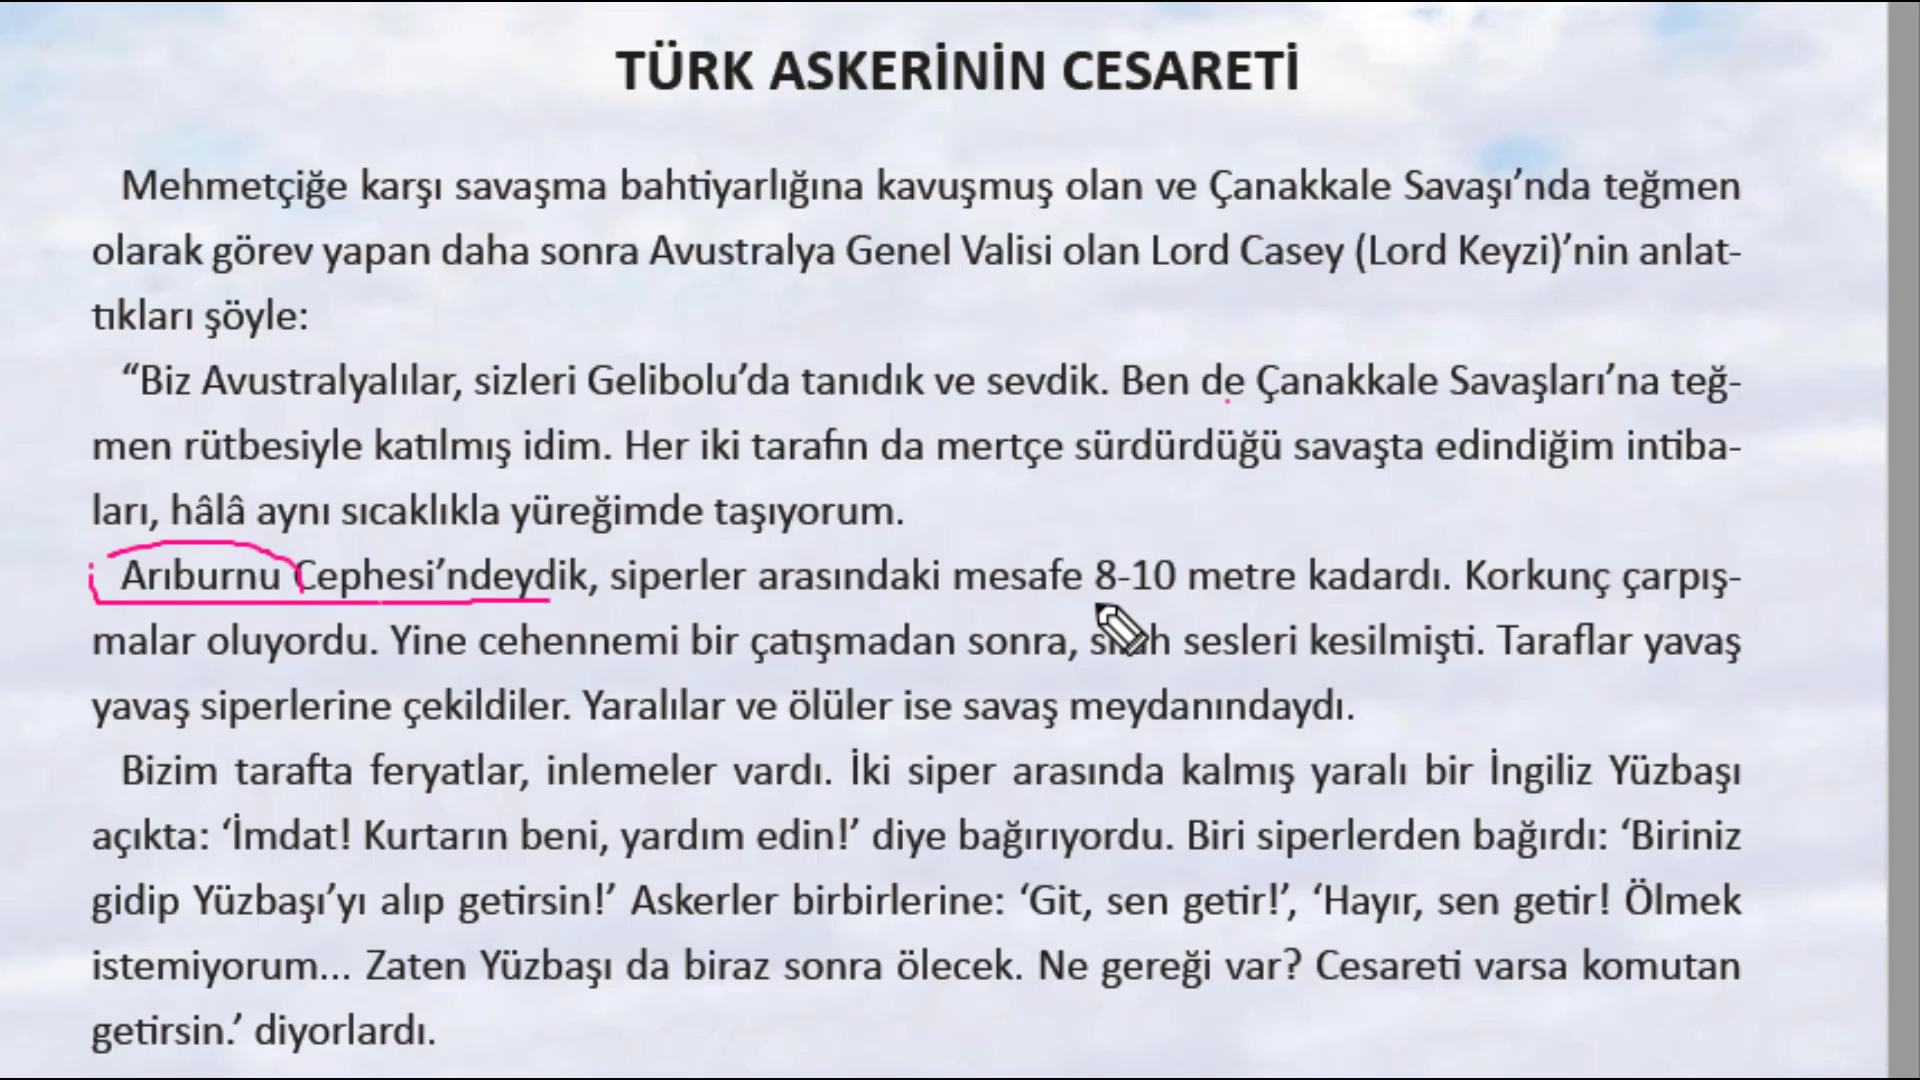 TÜRK ASKERİNİN CESARETİ
Mehmetçiğe karşı savaşma bahtiyarlığına kavuşmuş olan ve Çanakkale Savaşı’nda teğmen
olarak görev yapan daha sonra Avustralya Genel Valisi olan Lord Casey (Lord Keyzi)’nin anlat-
tıkları şöyle:
“Biz Avustralyalılar, sizleri Gelibolu’da tanıdık ve sevdik. Ben de Çanakkale Savaşları’na teğ-
men rütbesiyle katılmış idim. Her iki tarafın da mertçe sürdürdüğü savaşta edindiğim intiba-
ları, hâlâ aynı sıcaklıkla yüreğimde taşıyorum.
Arıburnu Cephesi’ndeydik, siperler arasındaki mesafe 8-10 metre kadardı. Korkunç çarpış-
malar oluyordu. Yine cehennemi bir çatışmadan sonra, silah sesleri kesilmişti. Taraflar yavaş
yavaş siperlerine çekildiler. Yaralılar ve ölüler ise savaş meydanındaydı.
Bizim tarafta feryatlar, inlemeler vardı. İki siper arasında kalmış yaralı bir İngiliz Yüzbaşı
açıkta: ‘İmdat! Kurtarın beni, yardım edin!’ diye bağırıyordu. Biri siperlerden bağırdı: ‘Biriniz
gidip Yüzbaşı’yı alıp getirsin!’ Askerler birbirlerine: ‘Git, sen getir!’, ‘Hayır, sen getir! Ölmek
istemiyorum... Zaten Yüzbaşı da biraz sonra ölecek. Ne gereği var? Cesareti varsa komutan
getirsin.’ diyorlardı.